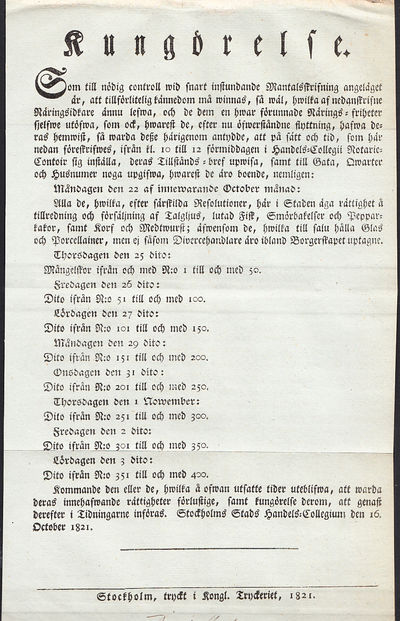 Kungörelse.
Som till nödig controll wid snart instundande Mantalsskrifning angeläget
är, att tillförlitelig kännedom må winnas, så wäl, hwilka af nedanskrifne
Näringsidkare ännu lefwa, och de dem en hwar förunnade Närings-friheter
sjelfwe utöfwa, som ock, hwarest de, efter nu öfwerståndne flyttning, hafwa de-
ras hemwist, så warda desse härigenom antydde, att på sätt och tid, som här
nedan föreskrifwes, ifrån kl. 10 till 12 förmiddagen i Handels-Collegii Notarie-
Contoir sig inställa, deras Tillstånds-bref upwisa, samt till Gata, Qwarter
och Husnumer noga upgifwa, hwarest de äro boende, nemligen:
Måndagen den 22 af innewarande October månad:
Alla de, hwilka, efter särskilda Resolutioner, här i Staden äga rättighet å
tillredning och försäljning af Talgljus, lutad Fisk, Smörbakelser och Peppar-
kakor, samt Korf och Medtwurst; äfwensom de, hwilka till salu hålla Glas
och Porcellainer, men ej såsom Divercehandlare äro ibland Borgerskapet uptagne.
Thorsdagen den 25 dito:
Mångelskor ifrån och med N:o 1 till och med 50.
Fredagen den 26 dito:
Dito ifrån N:o 51 till och med 100.
Lördagen den 27 dito:
Dito ifrån N:o 101 till och med 150.
Måndagen den 29 dito:
Dito ifrån N:o 151 till och med 200.
Onsdagen den 31 dito:
Dito ifrån N:o 201 till och med 250.
Thorsdagen den 1 November:
Dito ifrån N:o 251 till och med 300.
Fredagen den 2 dito:
Dito ifrån N:o 301 till och med 350.
Lördagen den 3 dito:
Dito ifrån N:o 351 till och med 400.
Kommande den eller de, hwilka å ofwan utsatte tider utebliswa, att warda
deras innehafwande rättigheter förlustige, samt kungörelse derom, att genast
derefter i Tidningarne införas. Stockholms Stads Handels-Collegium den 16.
October 1821.
Stockholm, tryckt i Kongl. Tryckeriet, 1821.